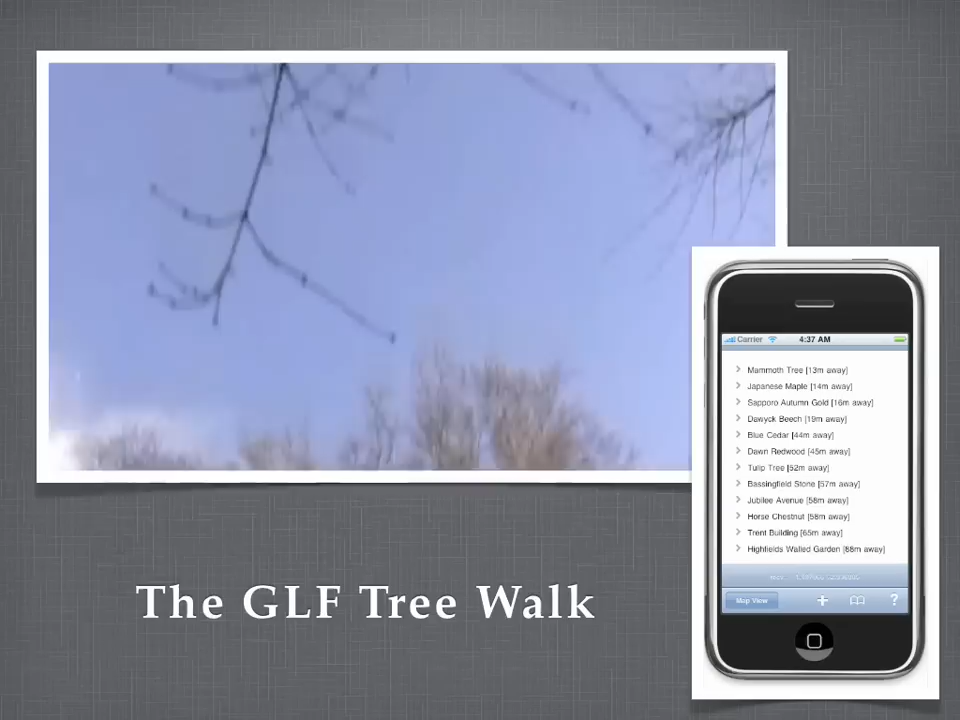 Carrier 4:37 AM
Mammoth Tree [13m away]
Japanese Maple [14m away]
Sapporo Autumn Gold [16m away]
Dawyck Beech [19m away]
Blue Cedar [44m away]
Dawn Redwood [45m away]
Tulip Tree [52m away]
Bassingfield Stone [57m away]
Jubilee Avenue [58m away]
Horse Chestnut [58m away]
Trent Building [65m away]
Highfields Walled Garden [88m away]
Map View + ?
The GLF Tree Walk